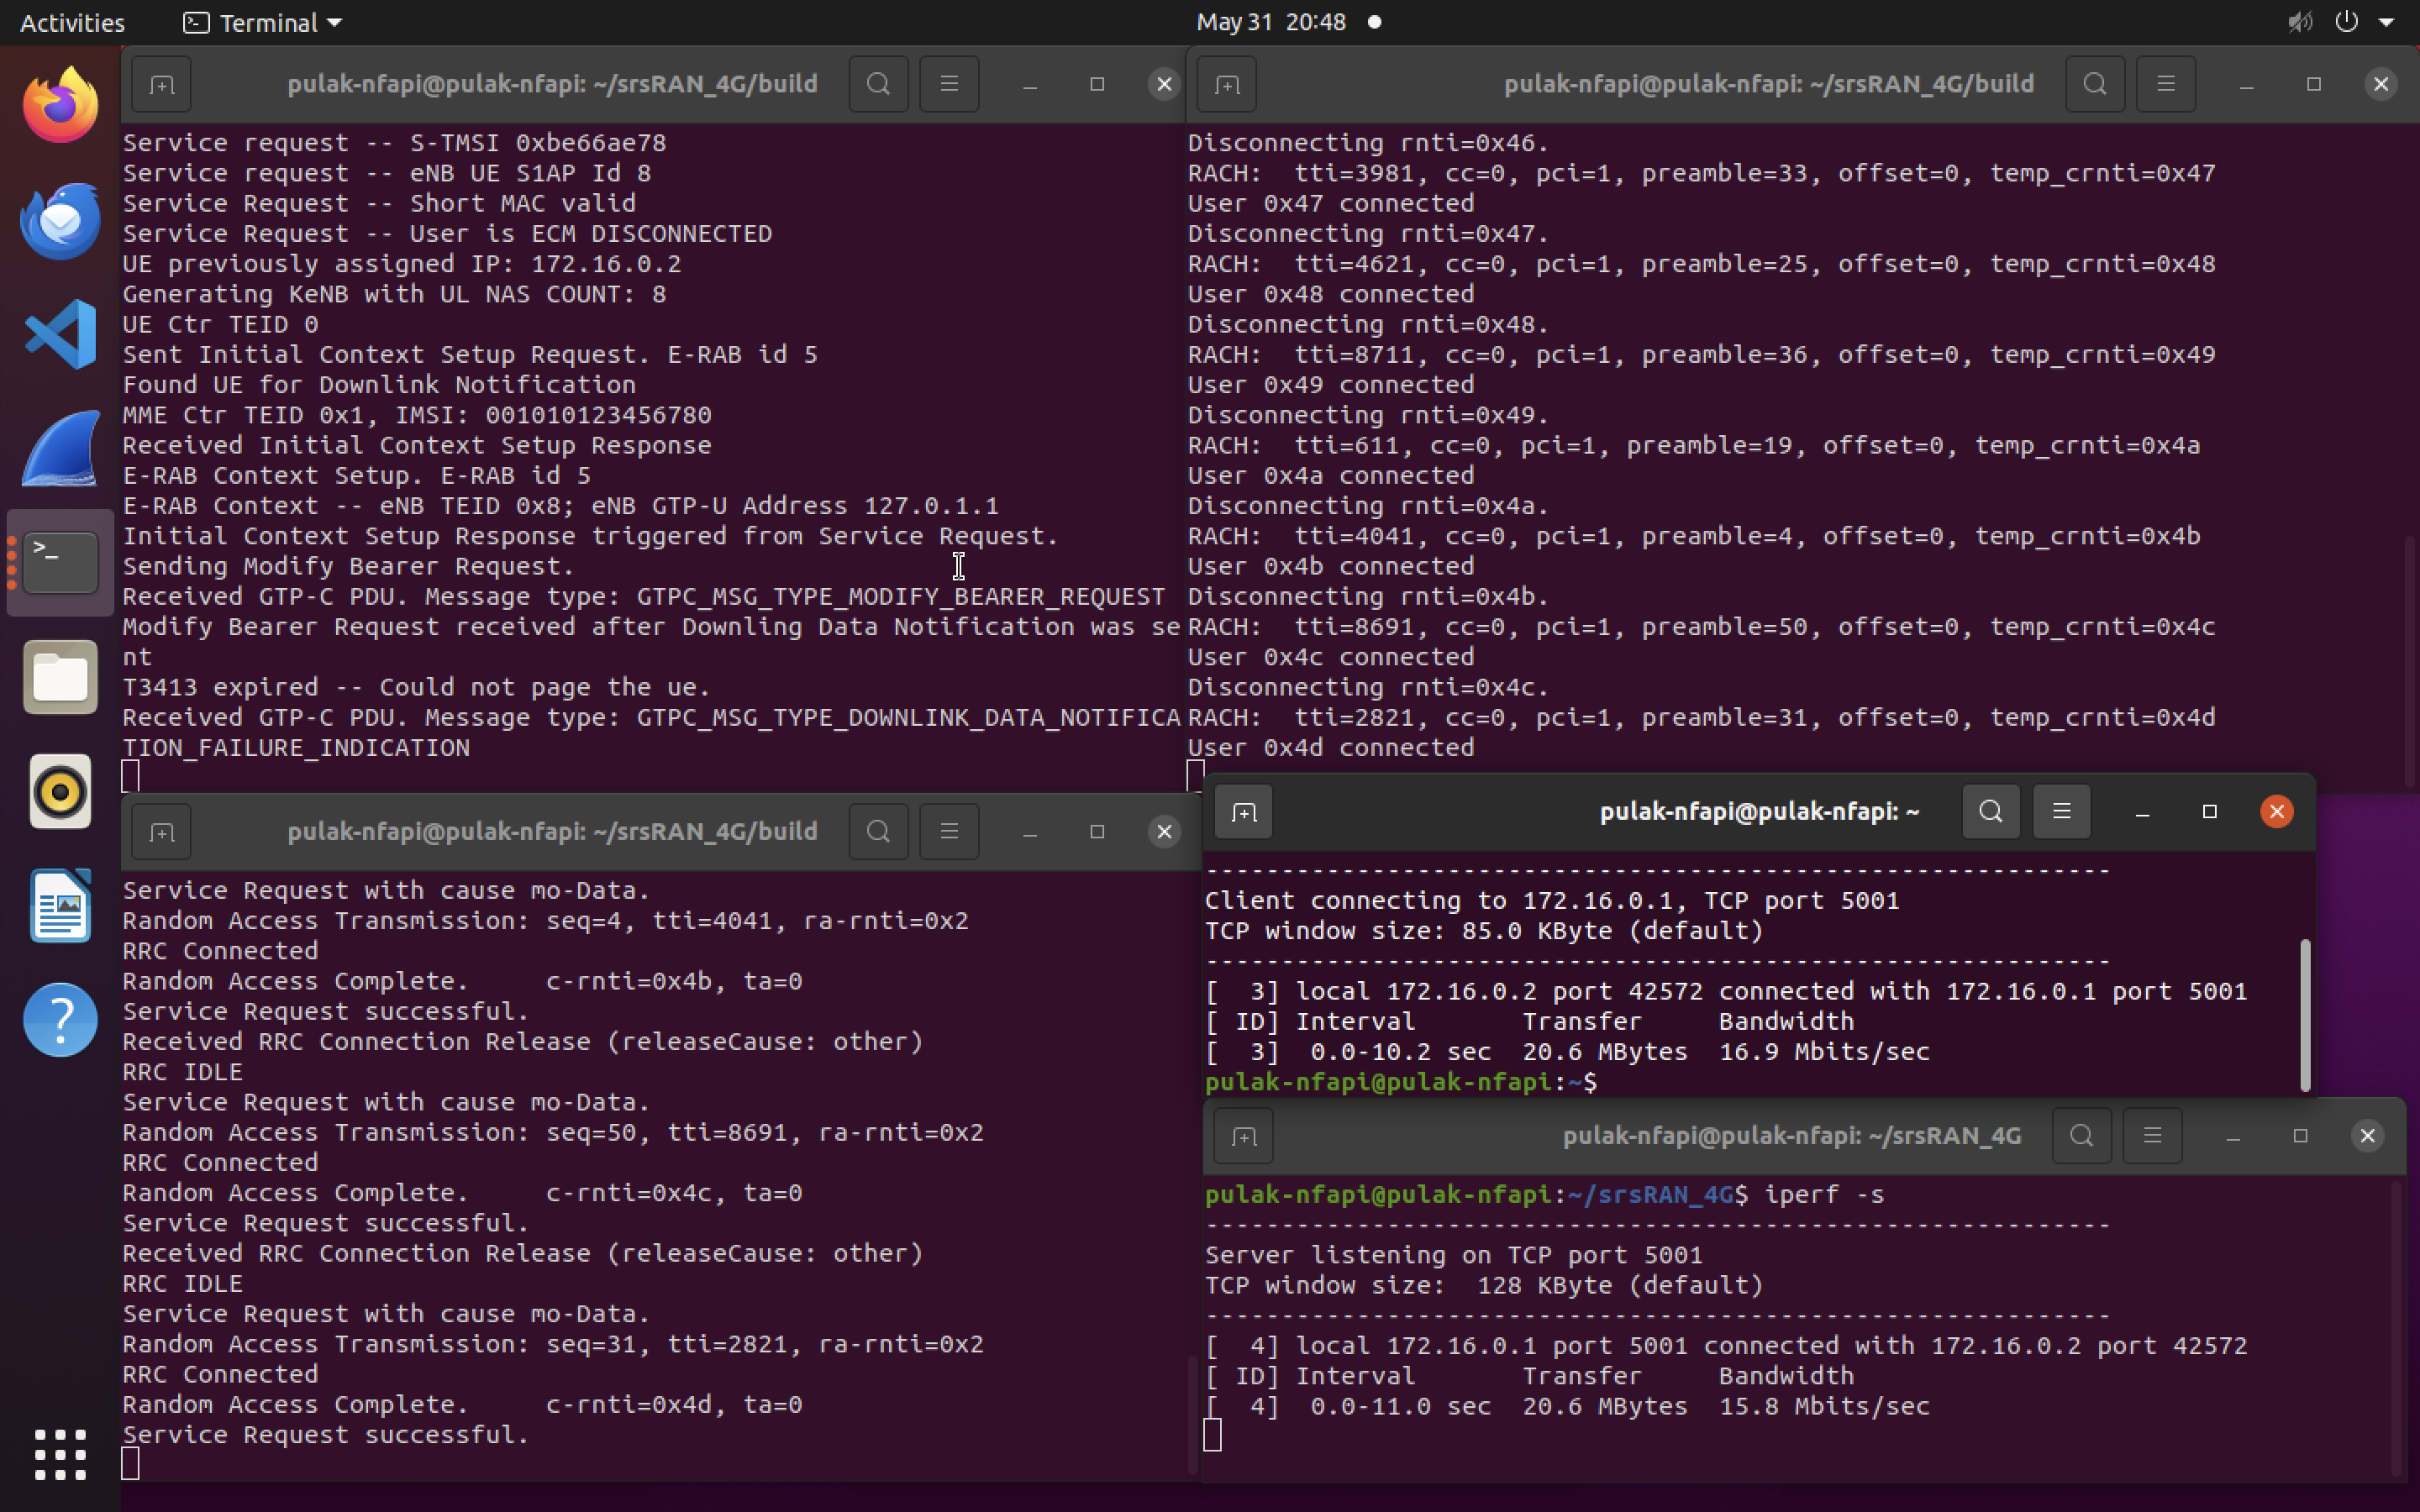 Activities
Terminal
May 31 20:48
pulak-nfapi@pulak-nfapi: ~/srsRAN_4G/build
Service request -- S-TMSI 0xbe66ae78
Service request -- eNB UE S1AP Id 8
Service Request -- Short MAC valid
Service Request -- User is ECM DISCONNECTED
UE previously assigned IP: 172.16.0.2
Generating KeNB with UL NAS COUNT: 8
UE Ctr TEID 0
Sent Initial Context Setup Request. E-RAB id 5
Found UE for Downlink Notification
MME Ctr TEID 0x1, IMSI: 001010123456780
Received Initial Context Setup Response
E-RAB Context Setup. E-RAB id 5
E-RAB Context -- eNB TEID 0x8; eNB GTP-U Address 127.0.1.1
Initial Context Setup Response triggered from Service Request.
Sending Modify Bearer Request.
Received GTP-C PDU. Message type: GTPC_MSG_TYPE_MODIFY_BEARER_REQUEST
Modify Bearer Request received after Downling Data Notification was se
nt
T3413 expired -- Could not page the ue.
Received GTP-C PDU. Message type: GTPC_MSG_TYPE_DOWNLINK_DATA_NOTIFICA
TION_FAILURE_INDICATION
pulak-nfapi@pulak-nfapi: ~/srsRAN_4G/build
Disconnecting rnti=0x46.
RACH:  tti=3981, cc=0, pci=1, preamble=33, offset=0, temp_crnti=0x47
User 0x47 connected
Disconnecting rnti=0x47.
RACH:  tti=4621, cc=0, pci=1, preamble=25, offset=0, temp_crnti=0x48
User 0x48 connected
Disconnecting rnti=0x48.
RACH:  tti=8711, cc=0, pci=1, preamble=36, offset=0, temp_crnti=0x49
User 0x49 connected
Disconnecting rnti=0x49.
RACH:  tti=611, cc=0, pci=1, preamble=19, offset=0, temp_crnti=0x4a
User 0x4a connected
Disconnecting rnti=0x4a.
RACH:  tti=4041, cc=0, pci=1, preamble=4, offset=0, temp_crnti=0x4b
User 0x4b connected
Disconnecting rnti=0x4b.
RACH:  tti=8691, cc=0, pci=1, preamble=50, offset=0, temp_crnti=0x4c
User 0x4c connected
Disconnecting rnti=0x4c.
RACH:  tti=2821, cc=0, pci=1, preamble=31, offset=0, temp_crnti=0x4d
User 0x4d connected
pulak-nfapi@pulak-nfapi: ~/srsRAN_4G/build
Service Request with cause mo-Data.
Random Access Transmission: seq=4, tti=4041, ra-rnti=0x2
RRC Connected
Random Access Complete.     c-rnti=0x4b, ta=0
Service Request successful.
Received RRC Connection Release (releaseCause: other)
RRC IDLE
Service Request with cause mo-Data.
Random Access Transmission: seq=50, tti=8691, ra-rnti=0x2
RRC Connected
Random Access Complete.     c-rnti=0x4c, ta=0
Service Request successful.
Received RRC Connection Release (releaseCause: other)
RRC IDLE
Service Request with cause mo-Data.
Random Access Transmission: seq=31, tti=2821, ra-rnti=0x2
RRC Connected
Random Access Complete.     c-rnti=0x4d, ta=0
Service Request successful.
pulak-nfapi@pulak-nfapi: ~
------------------------------------------------------------
Client connecting to 172.16.0.1, TCP port 5001
TCP window size: 85.0 KByte (default)
------------------------------------------------------------
[  3] local 172.16.0.2 port 42572 connected with 172.16.0.1 port 5001
[ ID] Interval       Transfer     Bandwidth
[  3]  0.0-10.2 sec  20.6 MBytes  16.9 Mbits/sec
pulak-nfapi@pulak-nfapi:~$
pulak-nfapi@pulak-nfapi: ~/srsRAN_4G
pulak-nfapi@pulak-nfapi:~/srsRAN_4G$ iperf -s
------------------------------------------------------------
Server listening on TCP port 5001
TCP window size:  128 KByte (default)
------------------------------------------------------------
[  4] local 172.16.0.1 port 5001 connected with 172.16.0.2 port 42572
[ ID] Interval       Transfer     Bandwidth
[  4]  0.0-11.0 sec  20.6 MBytes  15.8 Mbits/sec